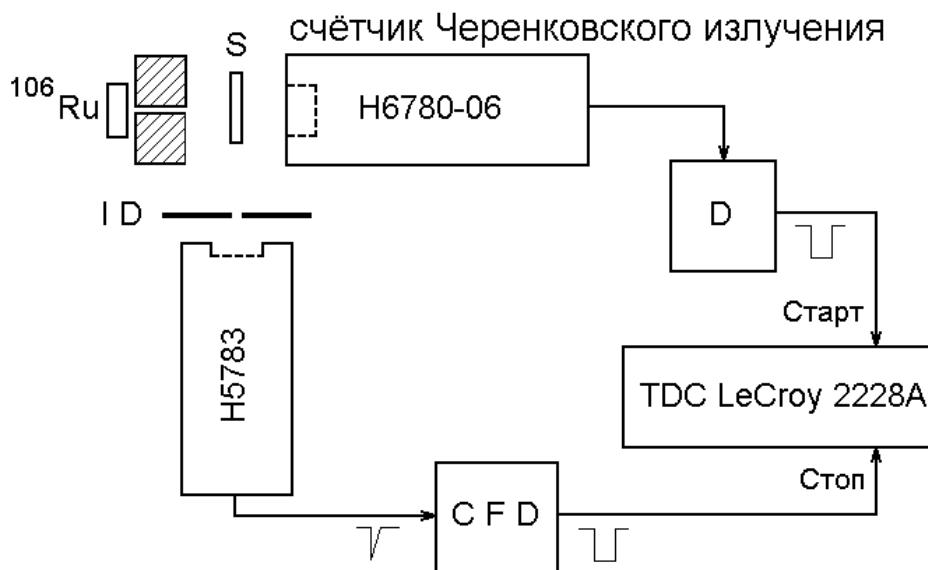 счётчик Черенковского излучения
S
¹⁰⁶Ru
H6780-06
I D
D
H5783
Старт
TDC LeCroy 2228A
Стоп
C F D